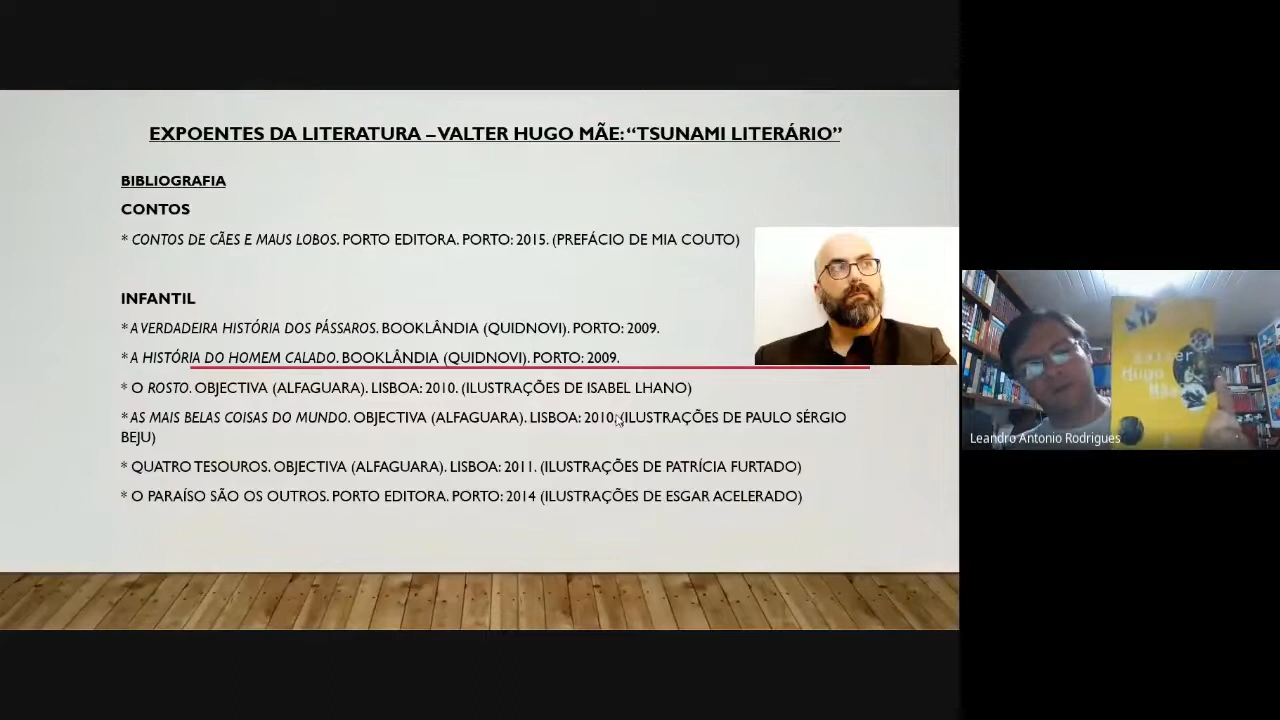 EXPOENTES DA LITERATURA – VALTER HUGO MÃE: “TSUNAMI LITERÁRIO”
BIBLIOGRAFIA
CONTOS
* CONTOS DE CÃES E MAUS LOBOS. PORTO EDITORA. PORTO: 2015. (PREFÁCIO DE MIA COUTO)
INFANTIL
* A VERDADEIRA HISTÓRIA DOS PÁSSAROS. BOOKLÂNDIA (QUIDNOVI). PORTO: 2009.
* A HISTÓRIA DO HOMEM CALADO. BOOKLÂNDIA (QUIDNOVI). PORTO: 2009.
* O ROSTO. OBJECTIVA (ALFAGUARA). LISBOA: 2010. (ILUSTRAÇÕES DE ISABEL LHANO)
* AS MAIS BELAS COISAS DO MUNDO. OBJECTIVA (ALFAGUARA). LISBOA: 2010. (ILUSTRAÇÕES DE PAULO SÉRGIO
BEJU)
* QUATRO TESOUROS. OBJECTIVA (ALFAGUARA). LISBOA: 2011. (ILUSTRAÇÕES DE PATRÍCIA FURTADO)
* O PARAÍSO SÃO OS OUTROS. PORTO EDITORA. PORTO: 2014 (ILUSTRAÇÕES DE ESGAR ACELERADO)
Valter
Hugo
Mãe
Leandro Antonio Rodrigues